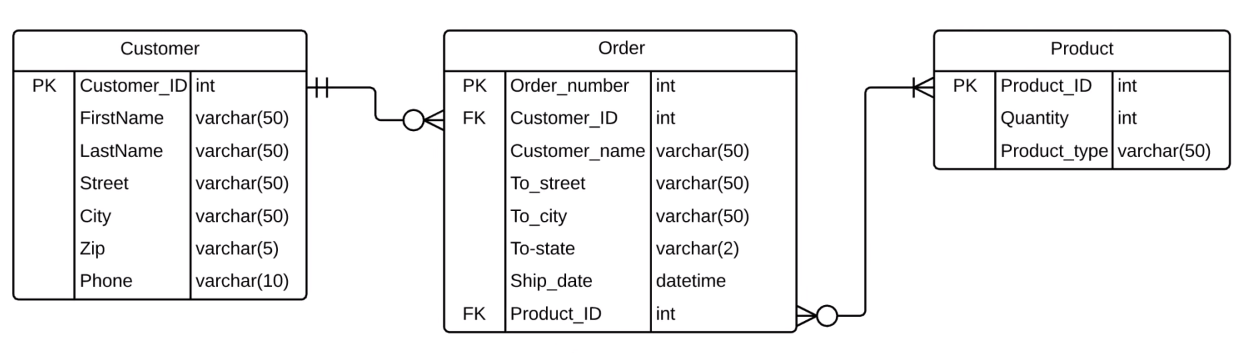 Customer
PK Customer_ID int
FirstName varchar(50)
LastName varchar(50)
Street varchar(50)
City varchar(50)
Zip varchar(5)
Phone varchar(10)
Order
PK Order_number int
FK Customer_ID int
Customer_name varchar(50)
To_street varchar(50)
To_city varchar(50)
To-state varchar(2)
Ship_date datetime
FK Product_ID int
Product
PK Product_ID int
Quantity int
Product_type varchar(50)